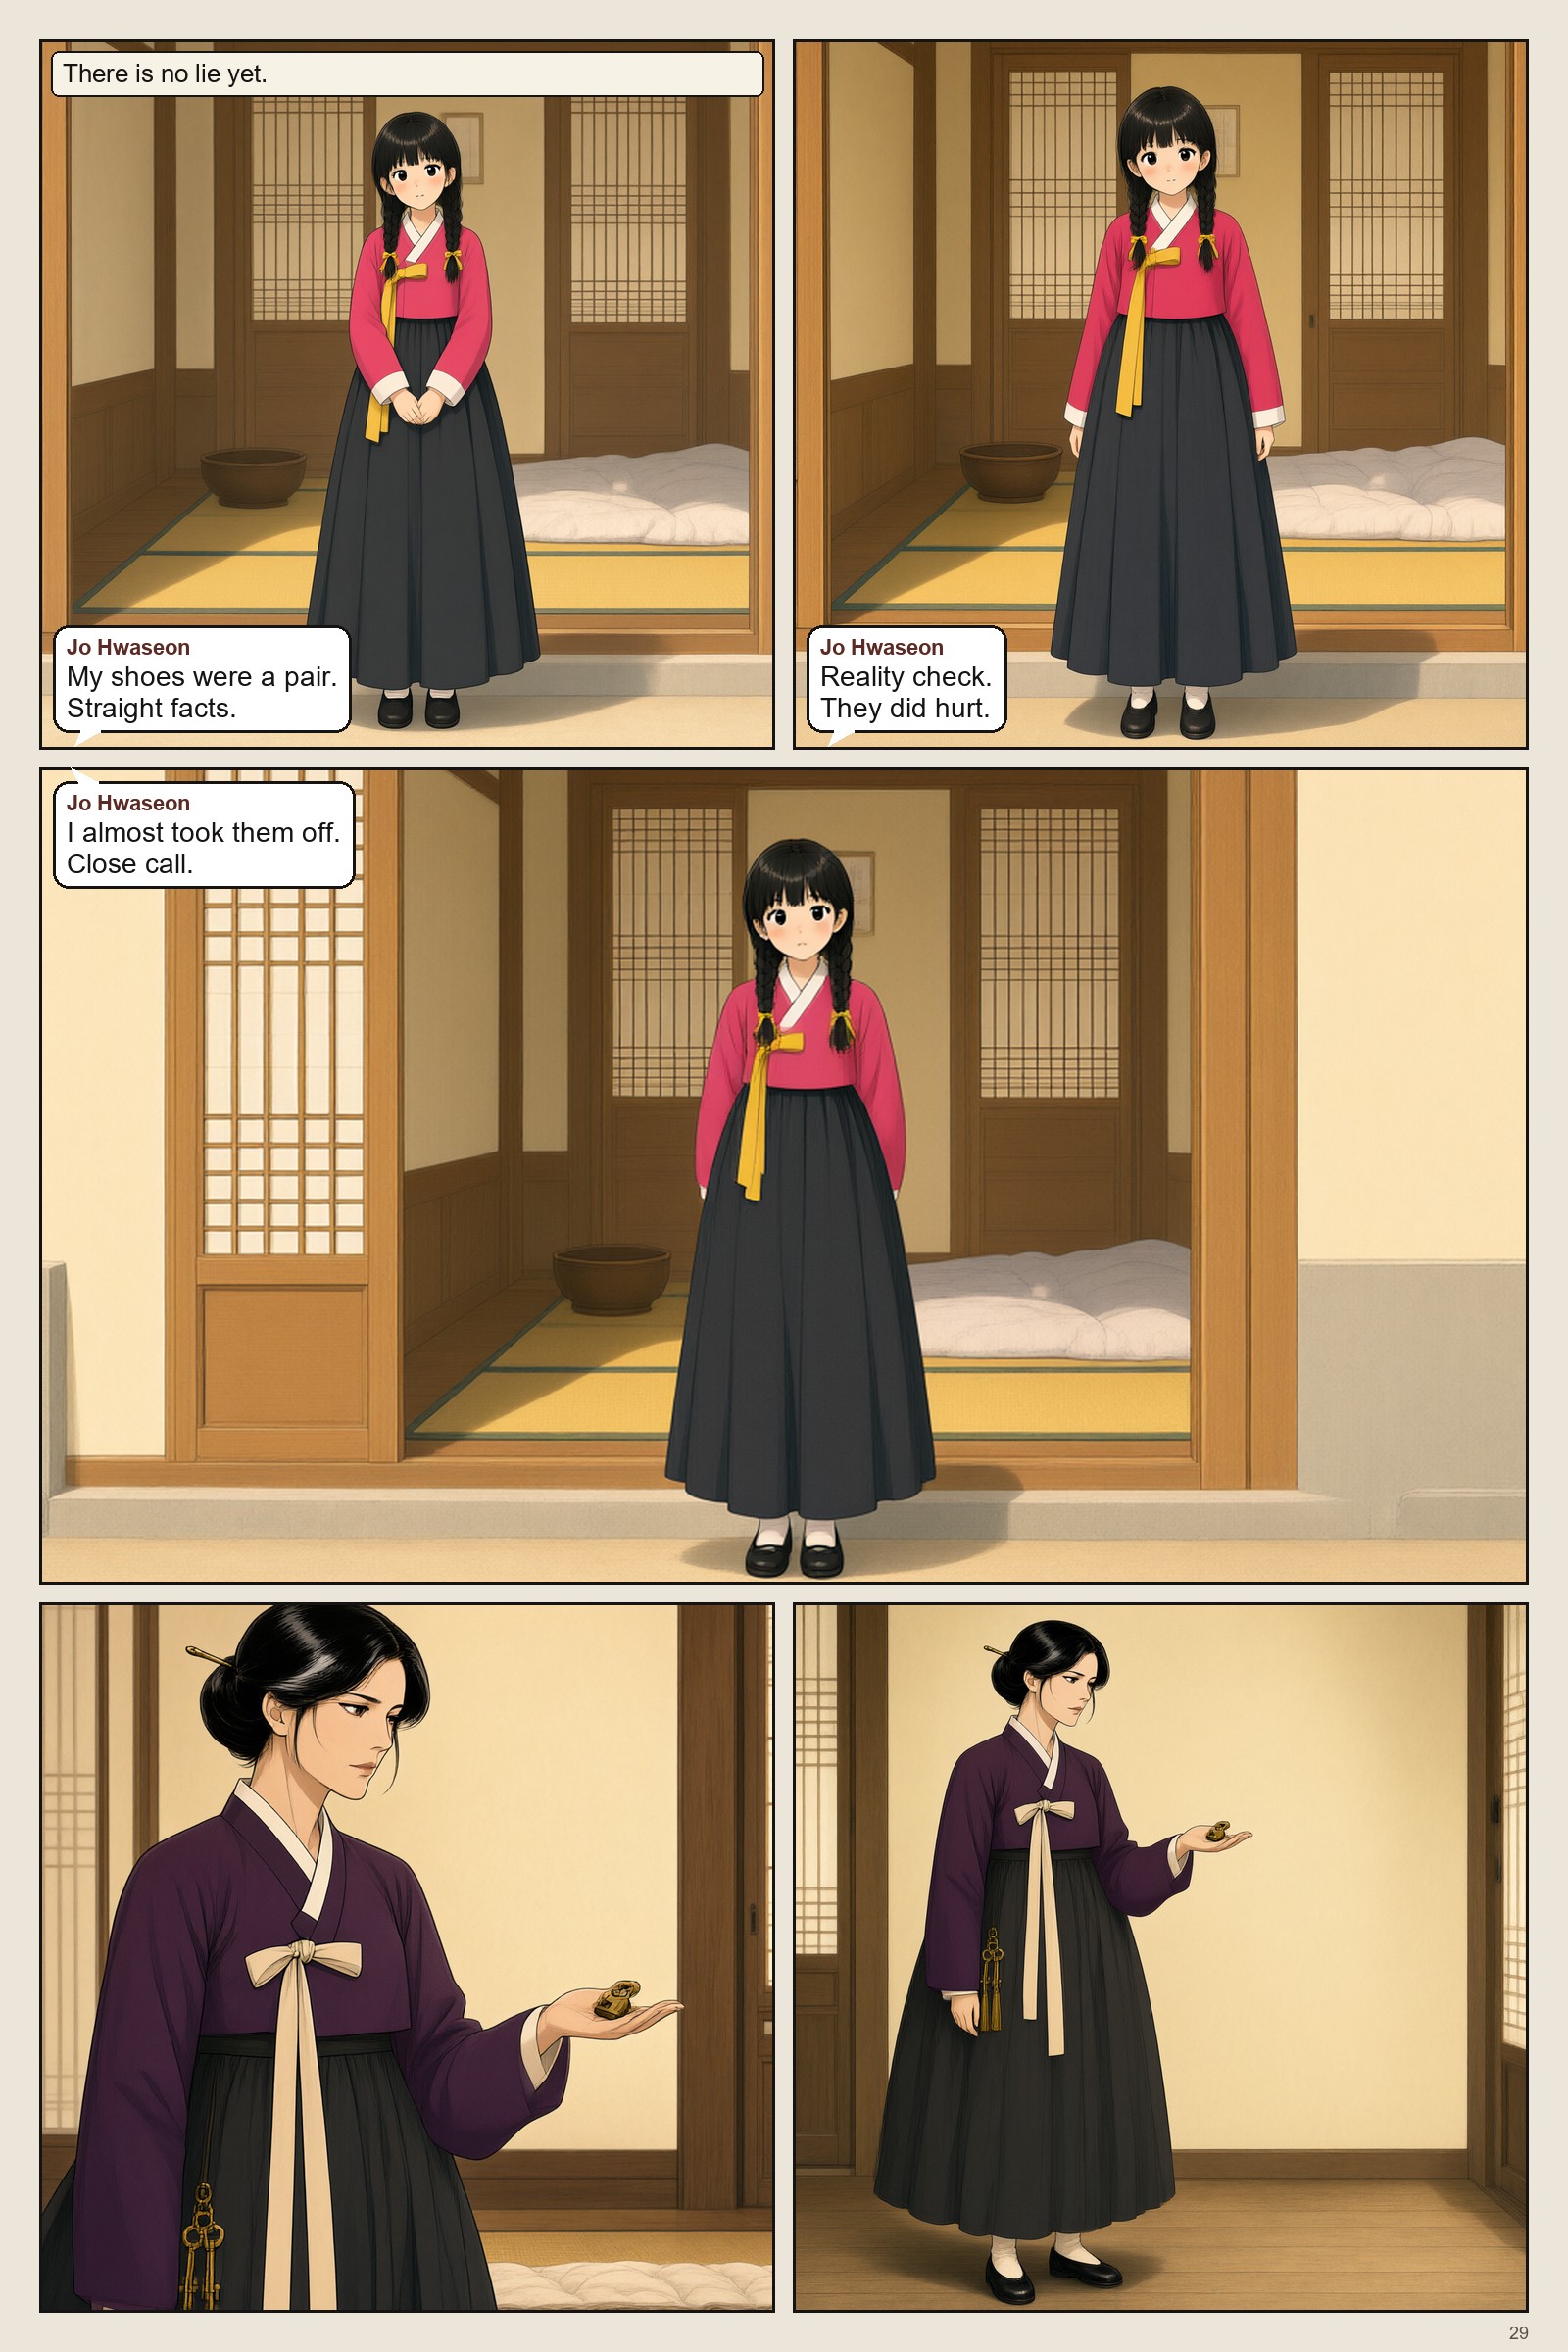 There is no lie yet.
Jo Hwaseon
My shoes were a pair.
Straight facts.
Jo Hwaseon
Reality check.
They did hurt.
Jo Hwaseon
I almost took them off.
Close call.
29